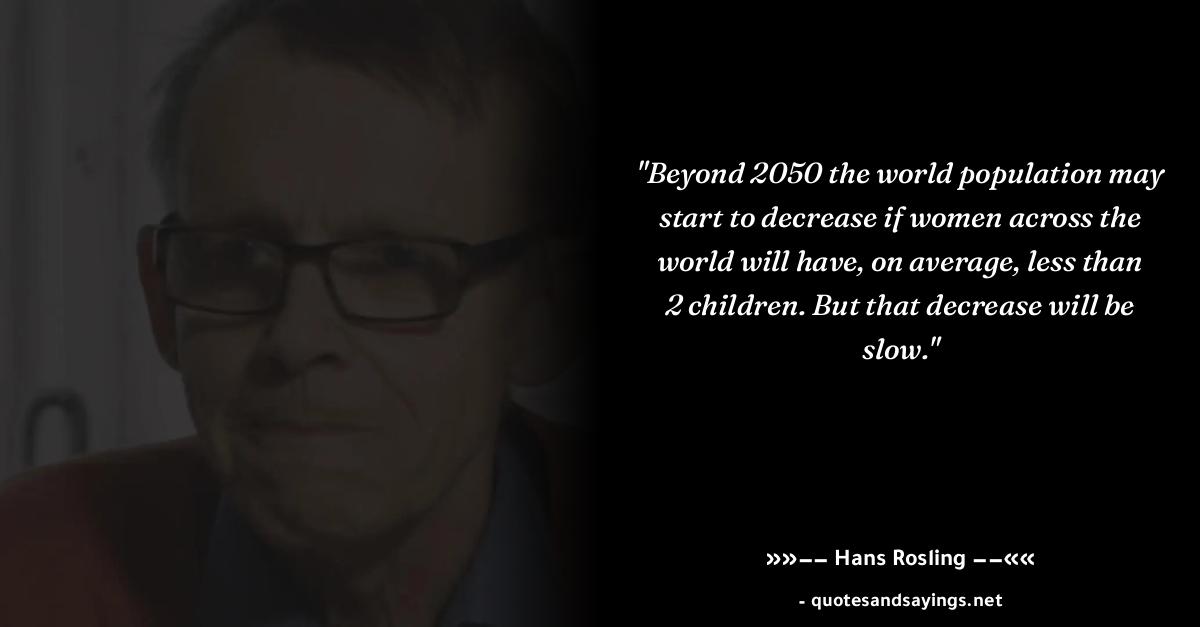 "Beyond 2050 the world population may
start to decrease if women across the
world will have, on average, less than
2 children. But that decrease will be
slow."
»»−− Hans Rosling −−««
- quotesandsayings.net